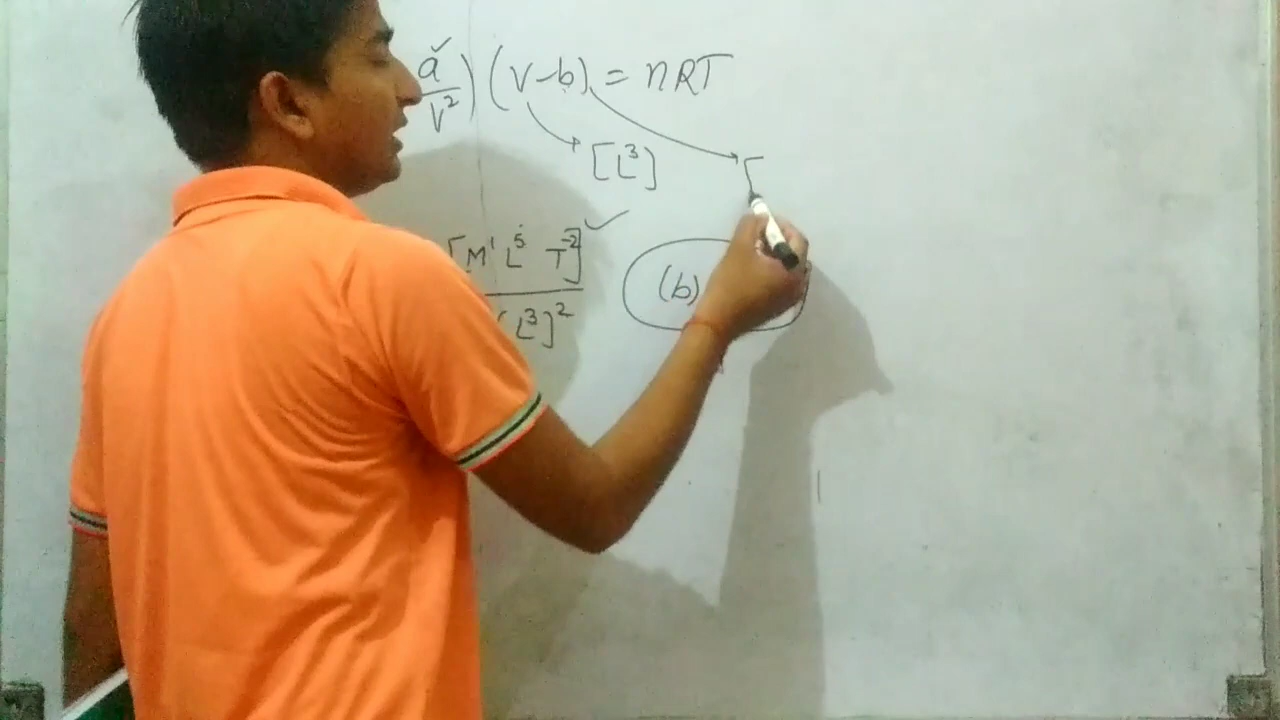 a/v²) (v-b) = nRT
[L³] [
[M¹ L⁵ T⁻²]
[L³]²
(b)